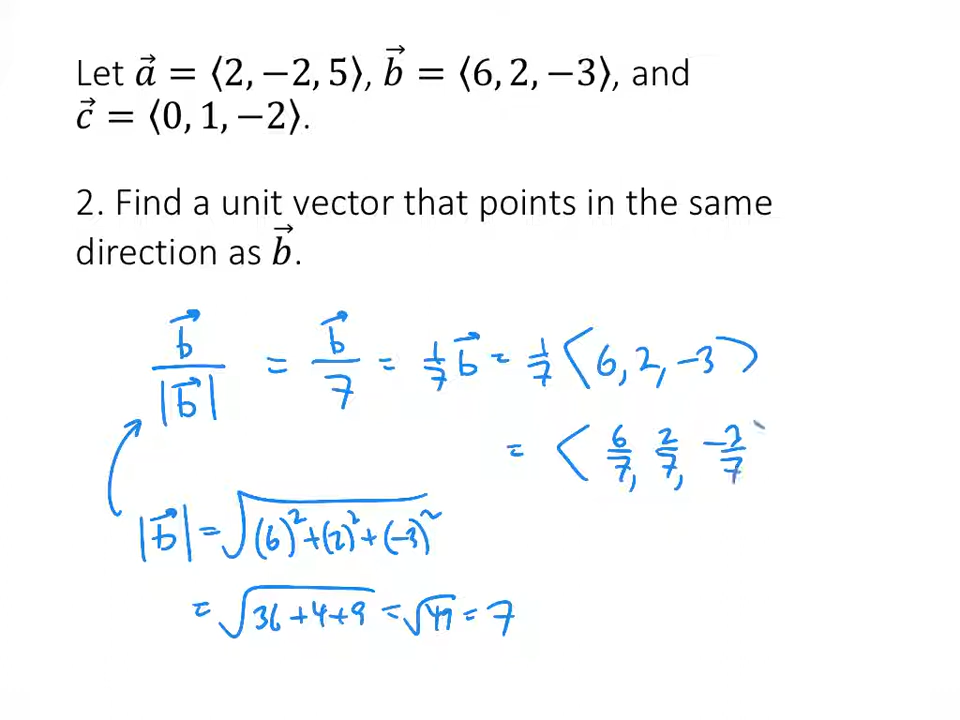 Let a⃗ = ⟨2, −2, 5⟩, b⃗ = ⟨6, 2, −3⟩, and
c⃗ = ⟨0, 1, −2⟩.
2. Find a unit vector that points in the same
direction as b⃗.
b⃗/|b⃗| = b⃗/7 = 1/7 b⃗ = 1/7 ⟨6, 2, −3⟩
= ⟨6/7, 2/7, −3/7
|b⃗| = √((6)² + (2)² + (−3)²)
= √(36 + 4 + 9) = √49 = 7